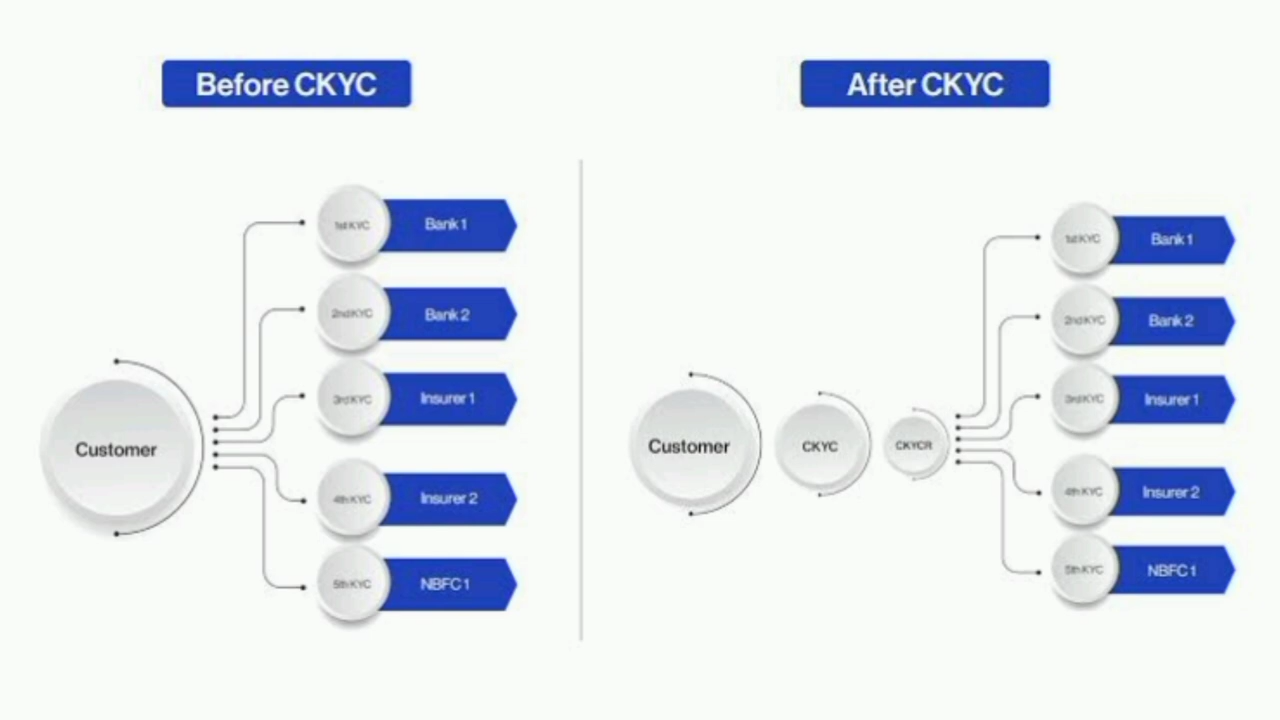 Before CKYC
1st KYC
Bank 1
2nd KYC
Bank 2
3rd KYC
Insurer 1
Customer
4th KYC
Insurer 2
5th KYC
NBFC 1
After CKYC
1st KYC
Bank 1
2nd KYC
Bank 2
3rd KYC
Insurer 1
Customer
CKYC
CKYCR
4th KYC
Insurer 2
5th KYC
NBFC 1